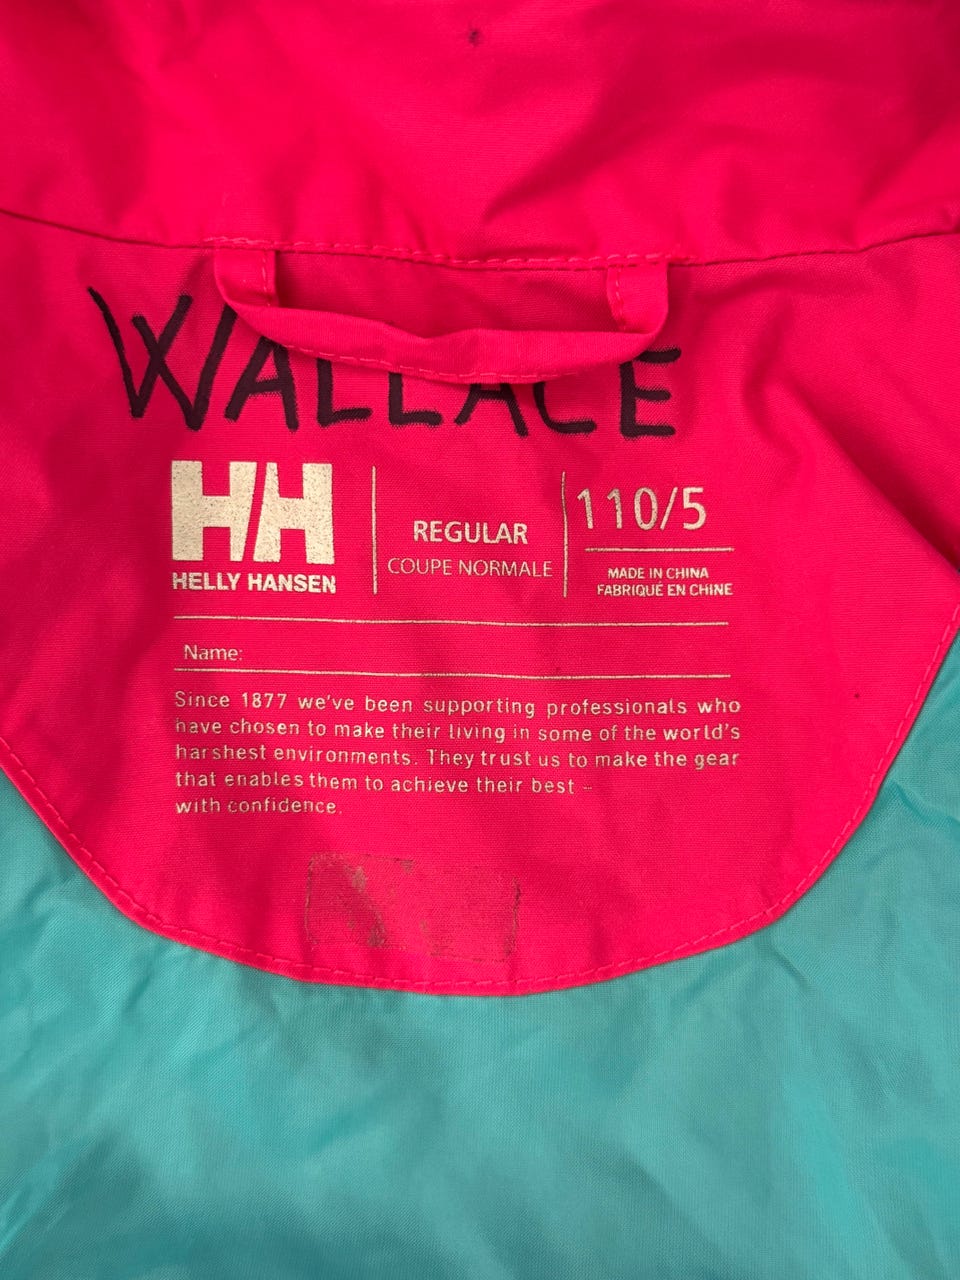 WALLACE
HH
HELLY HANSEN
REGULAR
COUPE NORMALE
110/5
MADE IN CHINA
FABRIQUÉ EN CHINE
Name:
Since 1877 we've been supporting professionals who
have chosen to make their living in some of the world's
harshest environments. They trust us to make the gear
that enables them to achieve their best –
with confidence.